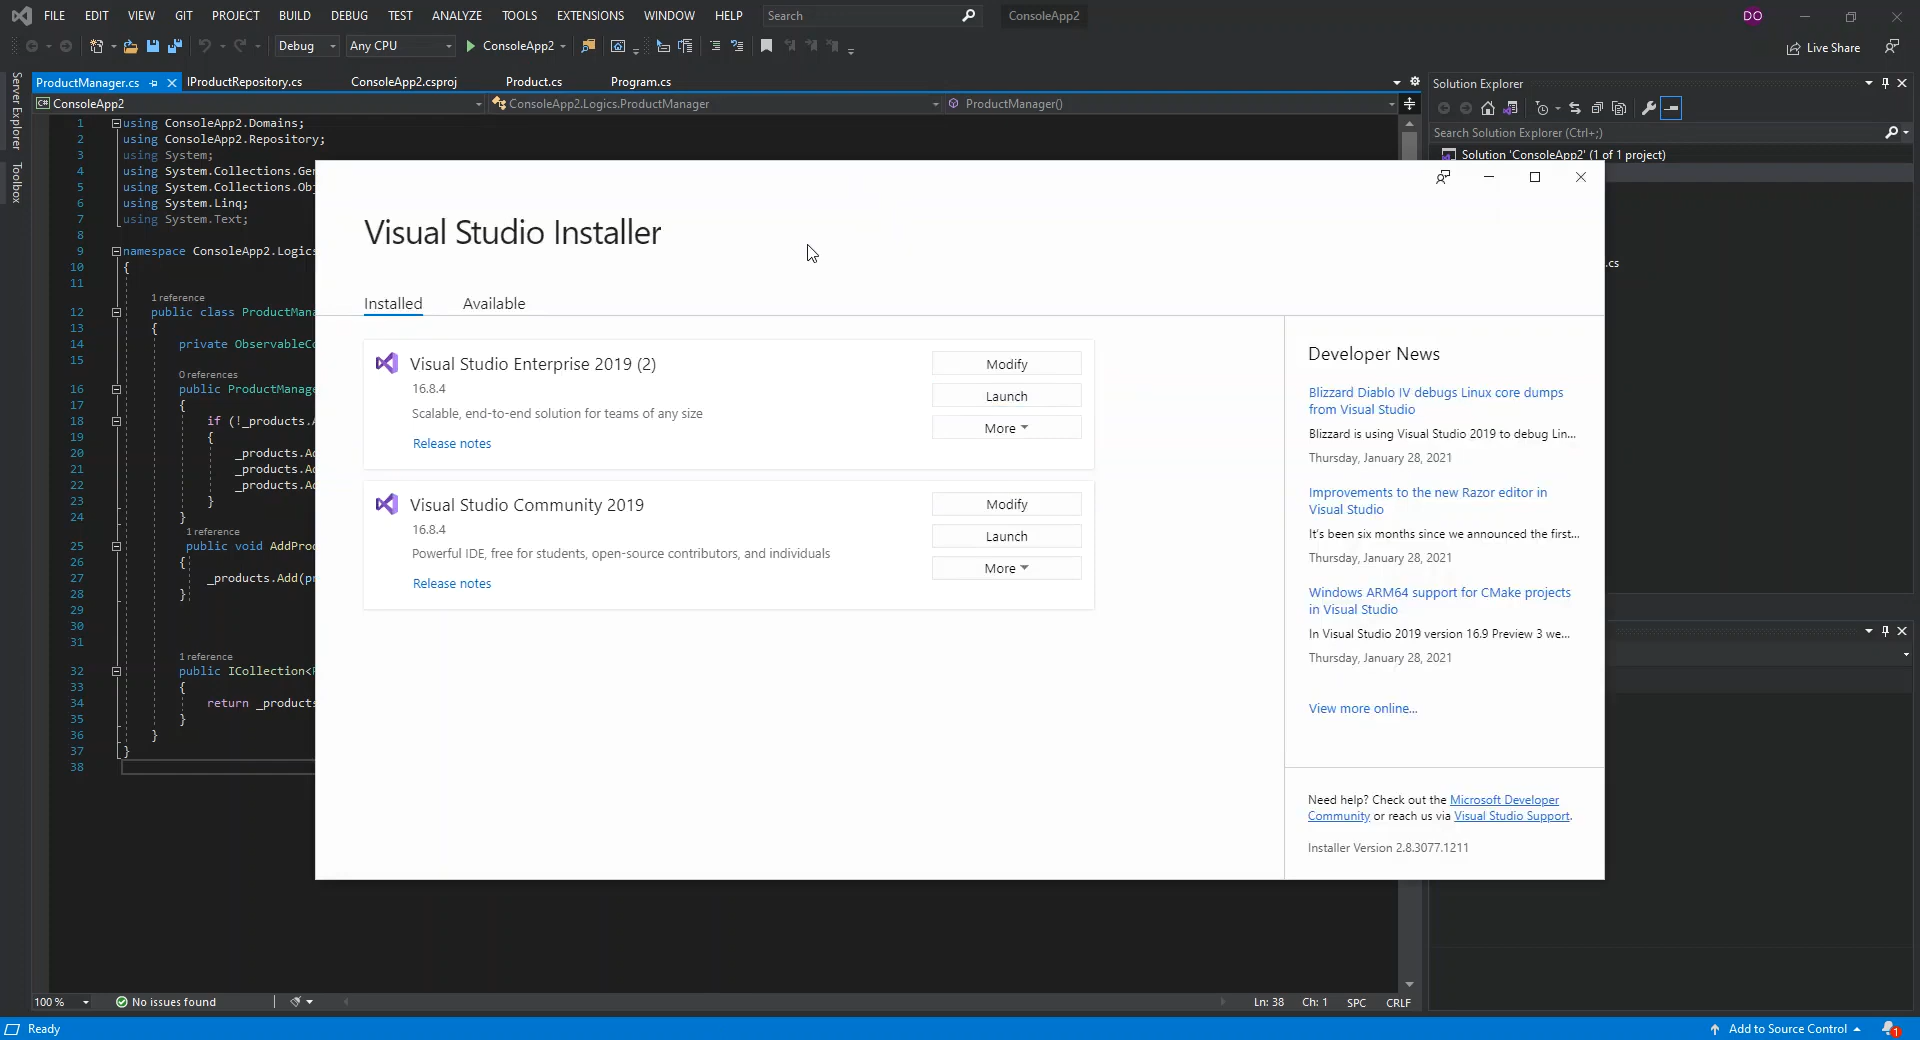 FILE EDIT VIEW GIT PROJECT BUILD DEBUG TEST ANALYZE TOOLS EXTENSIONS WINDOW HELP Search ConsoleApp2 DO
Debug Any CPU ConsoleApp2 Live Share
Server Explorer
Toolbox
ProductManager.cs IProductRepository.cs ConsoleApp2.csproj Product.cs Program.cs
ConsoleApp2 ConsoleApp2.Logics.ProductManager ProductManager()
1 using ConsoleApp2.Domains;
2 using ConsoleApp2.Repository;
3 using System;
4 using System.Collections.Ger
5 using System.Collections.Obj
6 using System.Linq;
7 using System.Text;
8
9 namespace ConsoleApp2.Logics
10 {
11
1 reference
12 public class ProductMana
13 {
14 private ObservableCo
15
0 references
16 public ProductManage
17 {
18 if (!_products.A
19 {
20 _products.Ad
21 _products.Ad
22 _products.Ad
23 }
24 }
1 reference
25 public void AddProd
26 {
27 _products.Add(pr
28 }
29
30
31
1 reference
32 public ICollection<P
33 {
34 return _products
35 }
36 }
37 }
38
Visual Studio Installer
Installed Available
Visual Studio Enterprise 2019 (2)
16.8.4
Scalable, end-to-end solution for teams of any size
Release notes
Modify
Launch
More
Visual Studio Community 2019
16.8.4
Powerful IDE, free for students, open-source contributors, and individuals
Release notes
Modify
Launch
More
Developer News
Blizzard Diablo IV debugs Linux core dumps
from Visual Studio
Blizzard is using Visual Studio 2019 to debug Lin...
Thursday, January 28, 2021
Improvements to the new Razor editor in
Visual Studio
It's been six months since we announced the first...
Thursday, January 28, 2021
Windows ARM64 support for CMake projects
in Visual Studio
In Visual Studio 2019 version 16.9 Preview 3 we...
Thursday, January 28, 2021
View more online...
Need help? Check out the Microsoft Developer
Community or reach us via Visual Studio Support.
Installer Version 2.8.3077.1211
Solution Explorer
Search Solution Explorer (Ctrl+;)
Solution 'ConsoleApp2' (1 of 1 project)
.cs
100 % No issues found Ln: 38 Ch: 1 SPC CRLF
Ready Add to Source Control 1